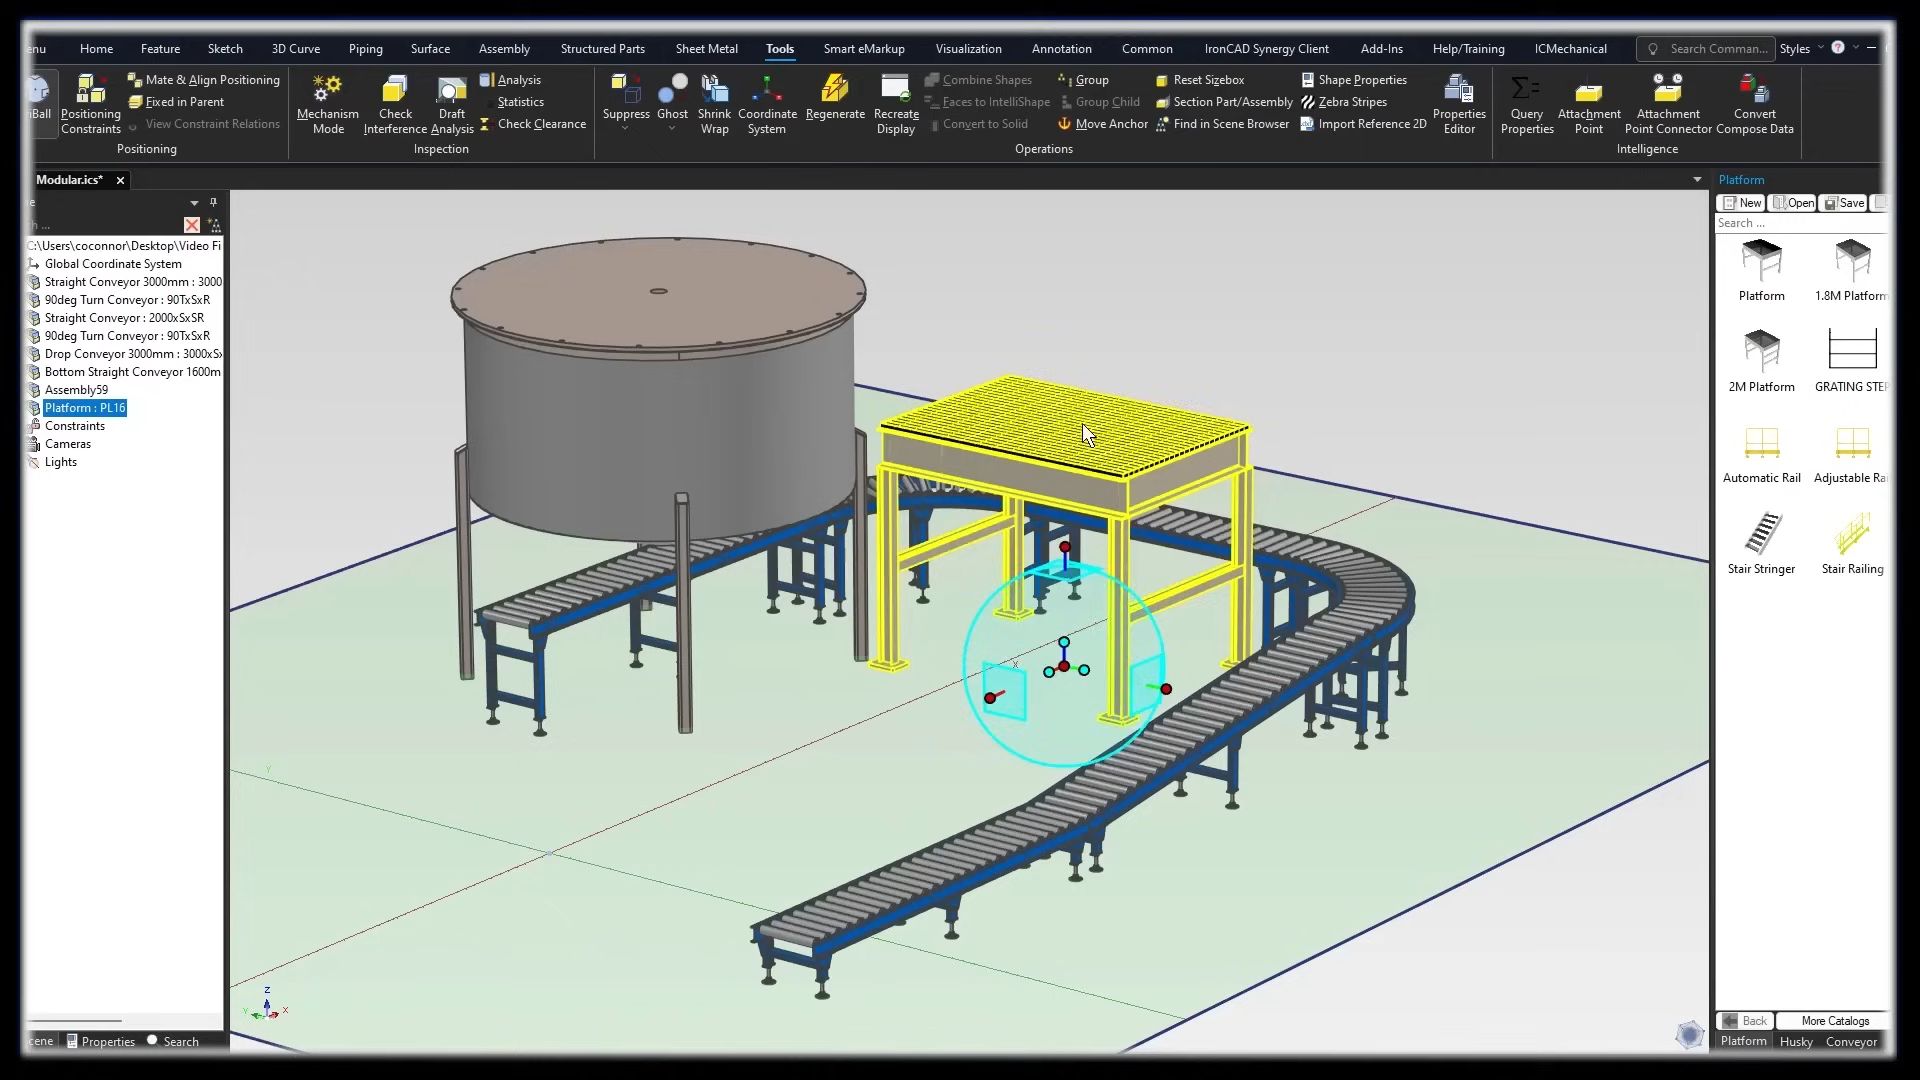 enu Home Feature Sketch 3D Curve Piping Surface Assembly Structured Parts Sheet Metal Tools Smart eMarkup Visualization Annotation Common IronCAD Synergy Client Add-Ins Help/Training ICMechanical Search Comman... Styles
Mate & Align Positioning
Fixed in Parent
View Constraint Relations
iBall
Positioning Constraints
Positioning
Mechanism Mode
Check Interference
Draft Analysis
Analysis
Statistics
Check Clearance
Inspection
Suppress
Ghost
Shrink Wrap
Coordinate System
Regenerate
Recreate Display
Combine Shapes
Faces to IntelliShape
Convert to Solid
Group
Group Child
Move Anchor
Reset Sizebox
Section Part/Assembly
Find in Scene Browser
Shape Properties
Zebra Stripes
Import Reference 2D
Properties Editor
Operations
Query Properties
Attachment Point
Attachment Point Connector
Convert Compose Data
Intelligence
Modular.ics*
e
h ...
C:\Users\coconnor\Desktop\Video Fi
Global Coordinate System
Straight Conveyor 3000mm : 3000
90deg Turn Conveyor : 90TxSxR
Straight Conveyor : 2000xSxSR
90deg Turn Conveyor : 90TxSxR
Drop Conveyor 3000mm : 3000xSx
Bottom Straight Conveyor 1600m
Assembly59
Platform : PL16
Constraints
Cameras
Lights
cene Properties Search
X
Y
Z
Y X
Platform
New Open Save
Search ...
Platform 1.8M Platform
2M Platform GRATING STEP
Automatic Rail Adjustable Rai
Stair Stringer Stair Railing
Back More Catalogs
Platform Husky Conveyor